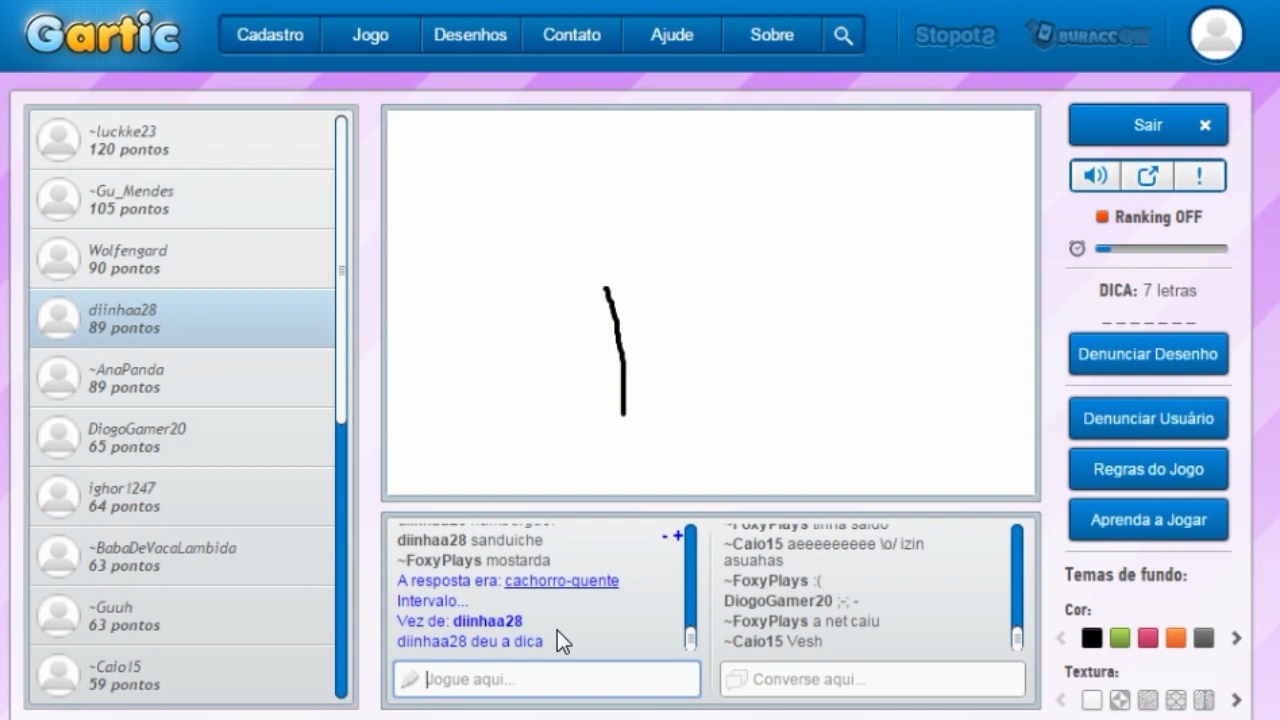 Gartic
Cadastro Jogo Desenhos Contato Ajude Sobre
StopotS
BURACOON
~luckke23
120 pontos
~Gu_Mendes
105 pontos
Wolfengard
90 pontos
diinhaa28
89 pontos
~AnaPanda
89 pontos
DiogoGamer20
65 pontos
ighor1247
64 pontos
~BabaDeVacaLambida
63 pontos
~Guuh
63 pontos
~Caio15
59 pontos
diinhaa28 sanduiche
~FoxyPlays mostarda
A resposta era: cachorro-quente
Intervalo...
Vez de: diinhaa28
diinhaa28 deu a dica
Jogue aqui...
- +
~FoxyPlays tinha saido
~Caio15 aeeeeeeeee \o/ izin
asuahas
~FoxyPlays :(
DiogoGamer20 ;-; -
~FoxyPlays a net caiu
~Caio15 Vesh
Converse aqui...
Sair ×
!
Ranking OFF
DICA: 7 letras
_ _ _ _ _ _ _
Denunciar Desenho
Denunciar Usuário
Regras do Jogo
Aprenda a Jogar
Temas de fundo:
Cor:
Textura: